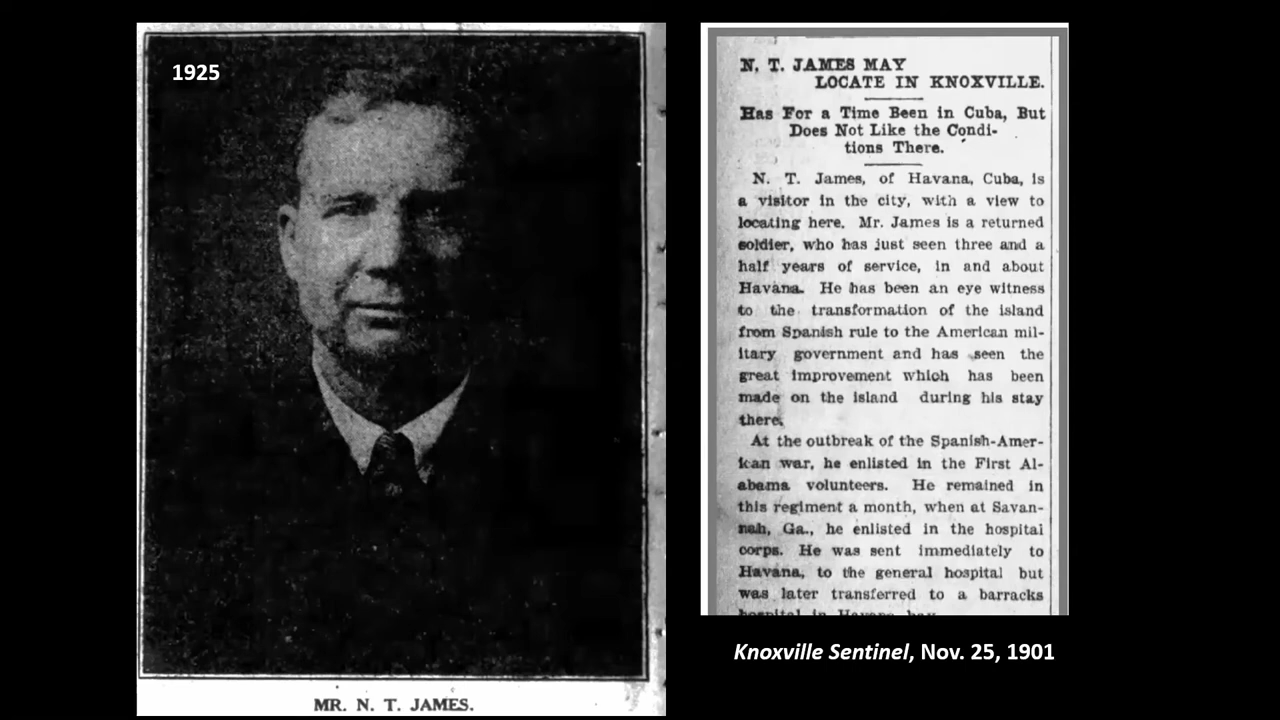 1925
MR. N. T. JAMES.
N. T. JAMES MAY
LOCATE IN KNOXVILLE.
Has For a Time Been in Cuba, But
Does Not Like the Condi-
tions There.
N. T. James, of Havana, Cuba, is
a visitor in the city, with a view to
locating here. Mr. James is a returned
soldier, who has just seen three and a
half years of service, in and about
Havana. He has been an eye witness
to the transformation of the island
from Spanish rule to the American mil-
itary government and has seen the
great improvement which has been
made on the island during his stay
there.
At the outbreak of the Spanish-Amer-
ican war, he enlisted in the First Al-
abama volunteers. He remained in
this regiment a month, when at Savan-
nah, Ga., he enlisted in the hospital
corps. He was sent immediately to
Havana, to the general hospital but
was later transferred to a barracks
hospital in Havana bay.
Knoxville Sentinel, Nov. 25, 1901